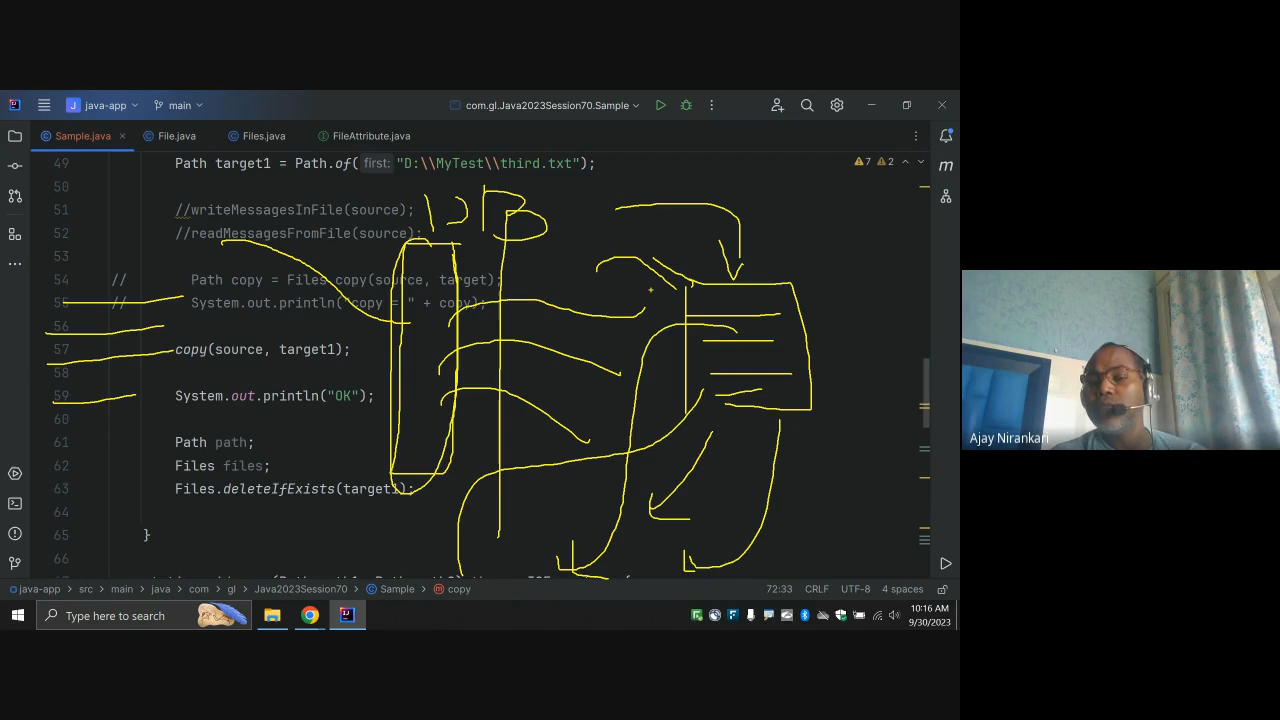 java-app
main
com.gl.Java2023Session70.Sample
Sample.java
File.java
Files.java
FileAttribute.java
7 2
49 Path target1 = Path.of( first: "D:\\MyTest\\third.txt");
50
51 //writeMessagesInFile(source);
52 //readMessagesFromFile(source);
DB
53
54 // Path copy = Files.copy(source, target);
55 // System.out.println("copy = " + copy);
56
57 copy(source, target1);
58
59 System.out.println("OK");
60
61 Path path;
62 Files files;
63 Files.deleteIfExists(target1);
64
65 }
66
Ajay Nirankari
java-app > src > main > java > com > gl > Java2023Session70 > Sample > copy
72:33 CRLF UTF-8 4 spaces
Type here to search
10:16 AM
9/30/2023